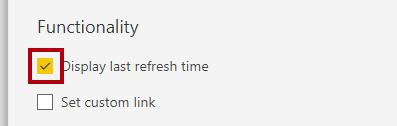 Functionality
Display last refresh time
Set custom link